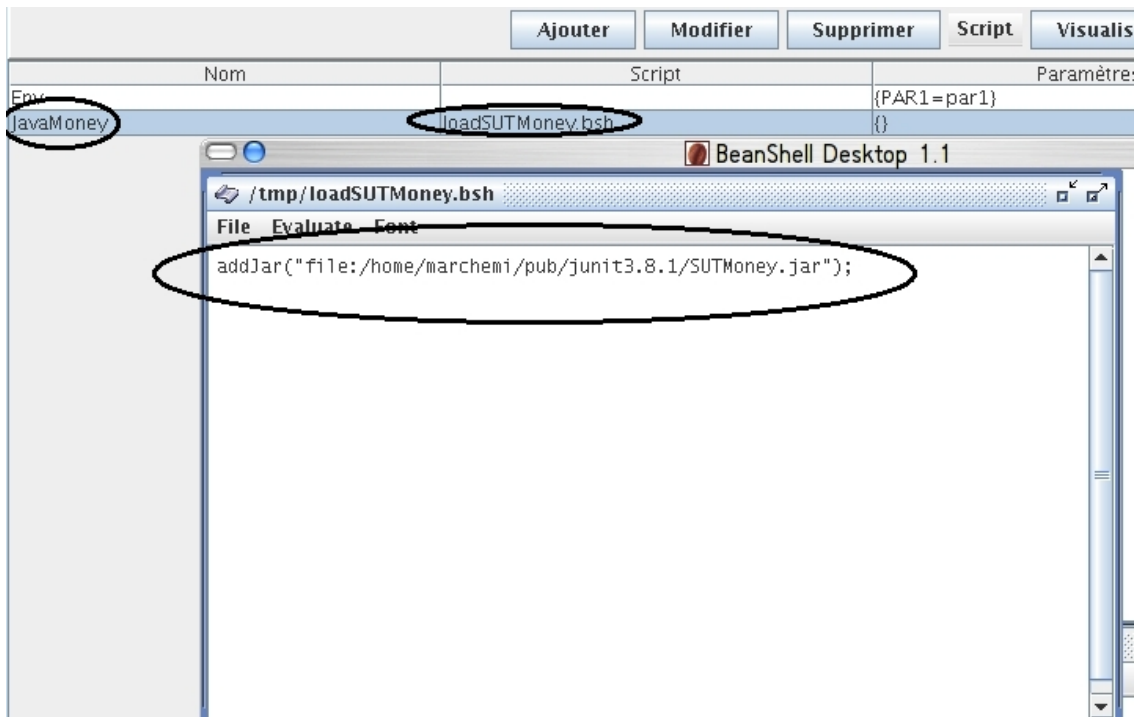 Ajouter Modifier Supprimer Script Visualis
Nom Script Paramètres
Env {PAR1=par1}
JavaMoney loadSUTMoney.bsh {}
BeanShell Desktop 1.1
/tmp/loadSUTMoney.bsh
File Evaluate Font
addJar("file:/home/marchemi/pub/junit3.8.1/SUTMoney.jar");